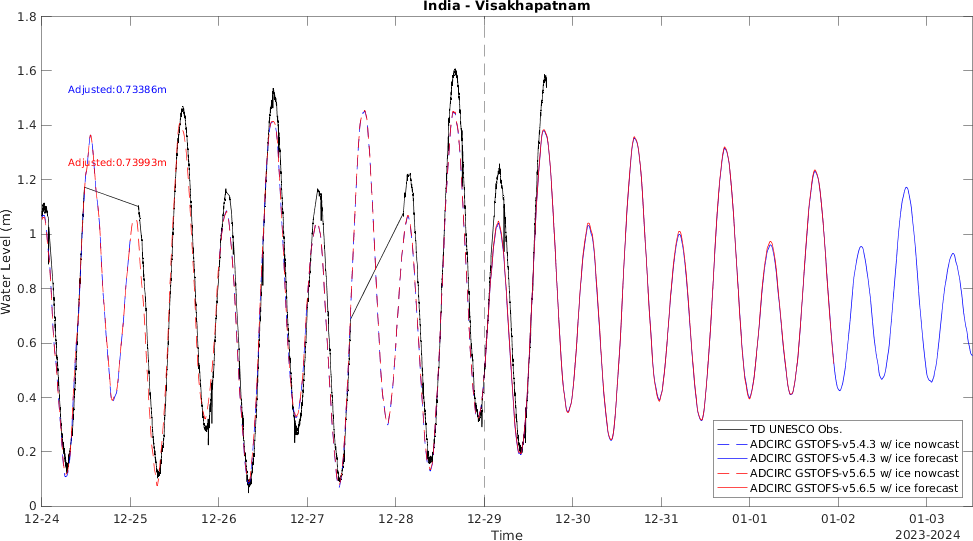 India - Visakhapatnam
1.8
1.6
1.4
1.2
1
0.8
0.6
0.4
0.2
0
Water Level (m)
Adjusted:0.73386m
Adjusted:0.73993m
TD UNESCO Obs.
ADCIRC GSTOFS-v5.4.3 w/ ice nowcast
ADCIRC GSTOFS-v5.4.3 w/ ice forecast
ADCIRC GSTOFS-v5.6.5 w/ ice nowcast
ADCIRC GSTOFS-v5.6.5 w/ ice forecast
12-24 12-25 12-26 12-27 12-28 12-29 12-30 12-31 01-01 01-02 01-03
Time
2023-2024